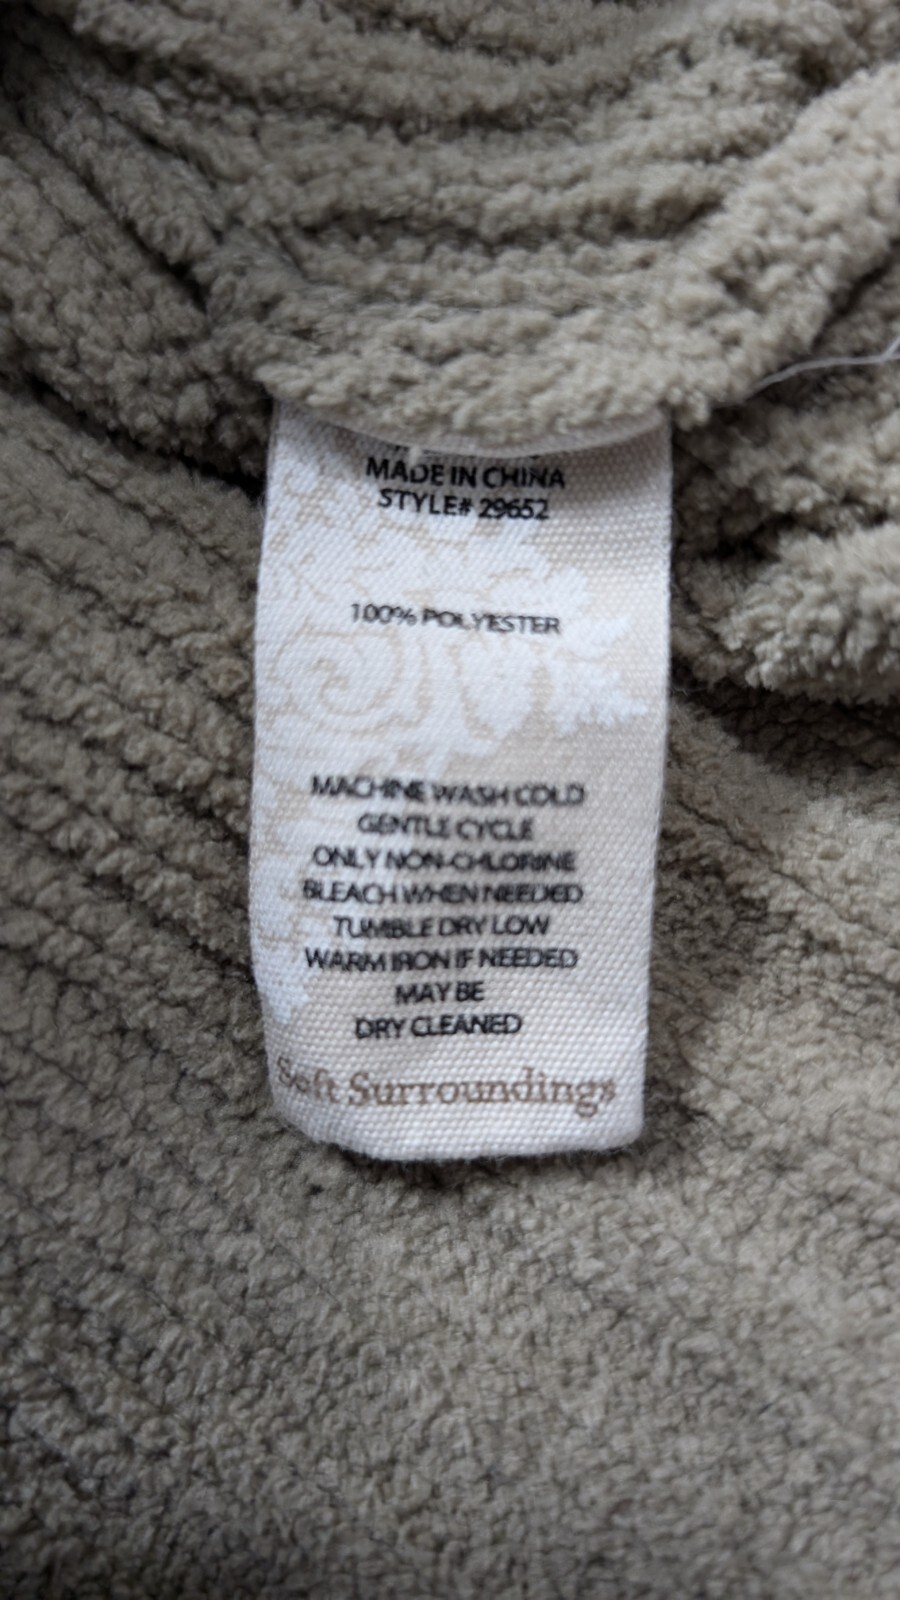 MADE IN CHINA
STYLE# 29652
100% POLYESTER
MACHINE WASH COLD
GENTLE CYCLE
ONLY NON-CHLORINE
BLEACH WHEN NEEDED
TUMBLE DRY LOW
WARM IRON IF NEEDED
MAY BE
DRY CLEANED
Soft Surroundings